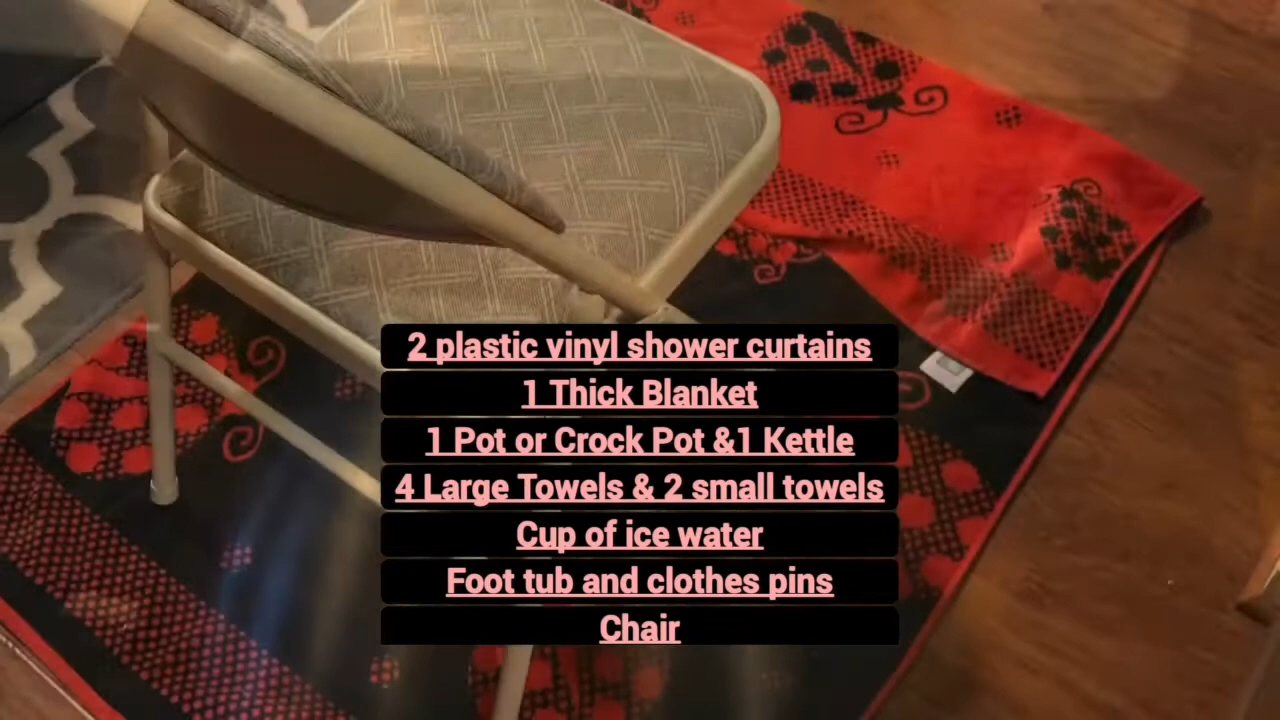 2 plastic vinyl shower curtains
1 Thick Blanket
1 Pot or Crock Pot &1 Kettle
4 Large Towels & 2 small towels
Cup of ice water
Foot tub and clothes pins
Chair